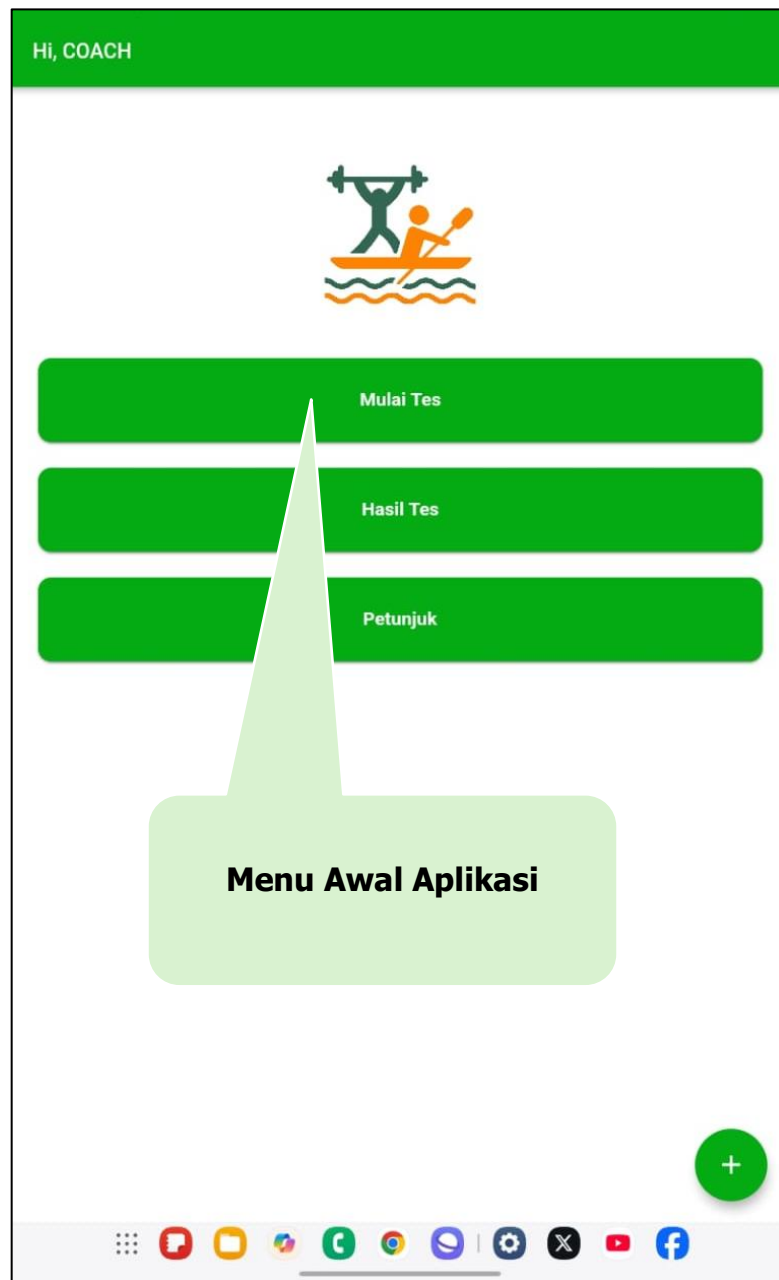 Hi, COACH
Mulai Tes
Hasil Tes
Petunjuk
Menu Awal Aplikasi
+